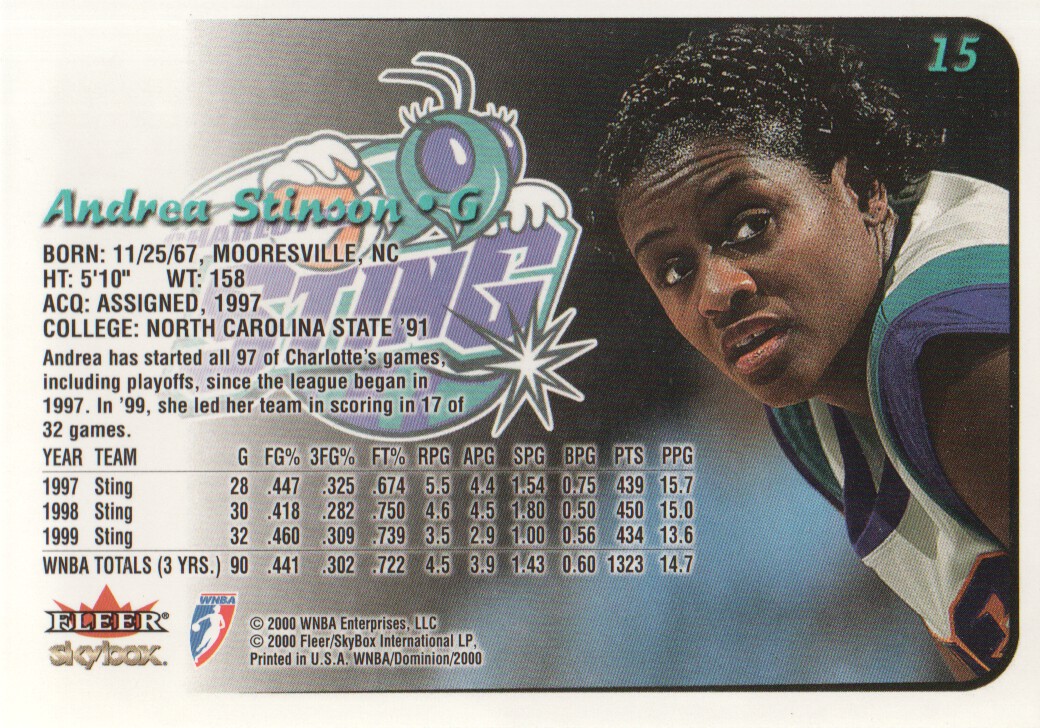 15
CHARLOTTE
STING
Andrea Stinson • G
BORN: 11/25/67, MOORESVILLE, NC
HT: 5'10" WT: 158
ACQ: ASSIGNED, 1997
COLLEGE: NORTH CAROLINA STATE '91
Andrea has started all 97 of Charlotte's games,
including playoffs, since the league began in
1997. In '99, she led her team in scoring in 17 of
32 games.
YEAR TEAM G FG% 3FG% FT% RPG APG SPG BPG PTS PPG
1997 Sting 28 .447 .325 .674 5.5 4.4 1.54 0.75 439 15.7
1998 Sting 30 .418 .282 .750 4.6 4.5 1.80 0.50 450 15.0
1999 Sting 32 .460 .309 .739 3.5 2.9 1.00 0.56 434 13.6
WNBA TOTALS (3 YRS.) 90 .441 .302 .722 4.5 3.9 1.43 0.60 1323 14.7
FLEER®
skybox.
WNBA
© 2000 WNBA Enterprises, LLC
© 2000 Fleer/SkyBox International LP,
Printed in U.S.A. WNBA/Dominion/2000